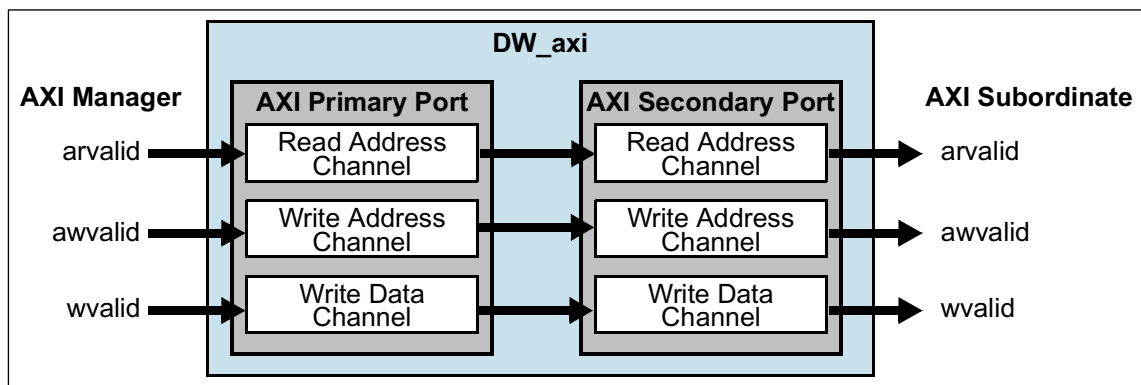 DW_axi
AXI Manager
AXI Primary Port
AXI Secondary Port
AXI Subordinate
arvalid
Read Address
Channel
Read Address
Channel
arvalid
awvalid
Write Address
Channel
Write Address
Channel
awvalid
wvalid
Write Data
Channel
Write Data
Channel
wvalid